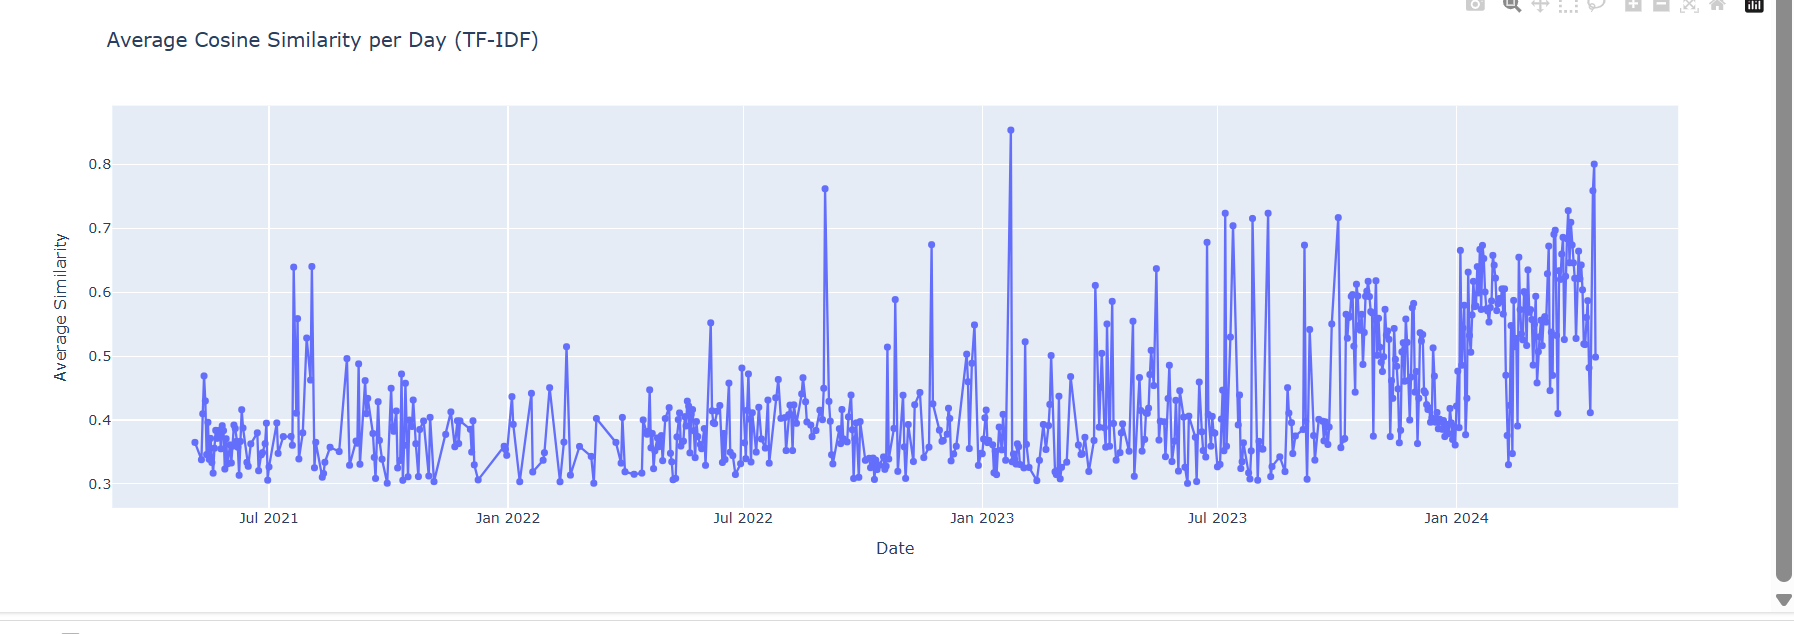 Average Cosine Similarity per Day (TF-IDF)
0.8
0.7
0.6
0.5
0.4
0.3
Average Similarity
Jul 2021
Jan 2022
Jul 2022
Jan 2023
Jul 2023
Jan 2024
Date